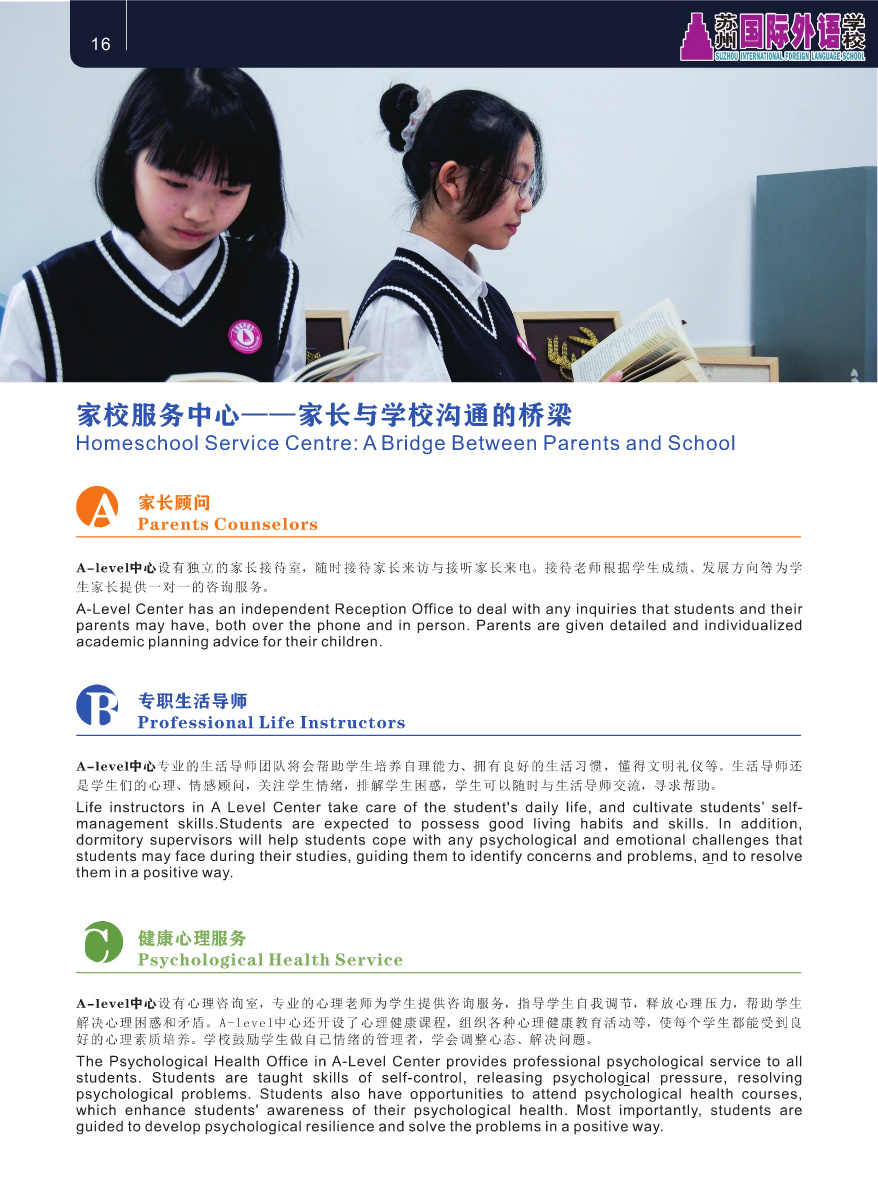 16
苏州国际外语学校
SUZHOU INTERNATIONAL FOREIGN LANGUAGE SCHOOL
家校服务中心——家长与学校沟通的桥梁
Homeschool Service Centre: A Bridge Between Parents and School
A
家长顾问
Parents Counselors
A-level中心设有独立的家长接待室，随时接待家长来访与接听家长来电。接待老师根据学生成绩、发展方向等为学
生家长提供一对一的咨询服务。
A-Level Center has an independent Reception Office to deal with any inquiries that students and their
parents may have, both over the phone and in person. Parents are given detailed and individualized
academic planning advice for their children.
B
专职生活导师
Professional Life Instructors
A-level中心专业的生活导师团队将会帮助学生培养自理能力、拥有良好的生活习惯，懂得文明礼仪等。生活导师还
是学生们的心理、情感顾问，关注学生情绪，排解学生困惑，学生可以随时与生活导师交流，寻求帮助。
Life instructors in A Level Center take care of the student's daily life, and cultivate students’ self-
management skills.Students are expected to possess good living habits and skills. In addition,
dormitory supervisors will help students cope with any psychological and emotional challenges that
students may face during their studies, guiding them to identify concerns and problems, and to resolve
them in a positive way.
C
健康心理服务
Psychological Health Service
A-level中心设有心理咨询室，专业的心理老师为学生提供咨询服务，指导学生自我调节，释放心理压力，帮助学生
解决心理困惑和矛盾。A-level中心还开设了心理健康课程，组织各种心理健康教育活动等，使每个学生都能受到良
好的心理素质培养。学校鼓励学生做自己情绪的管理者，学会调整心态、解决问题。
The Psychological Health Office in A-Level Center provides professional psychological service to all
students. Students are taught skills of self-control, releasing psychological pressure, resolving
psychological problems. Students also have opportunities to attend psychological health courses,
which enhance students' awareness of their psychological health. Most importantly, students are
guided to develop psychological resilience and solve the problems in a positive way.